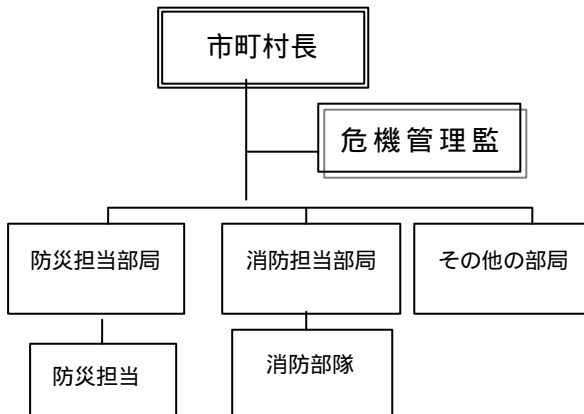 市町村長
危機管理監
防災担当部局
消防担当部局
その他の部局
防災担当
消防部隊